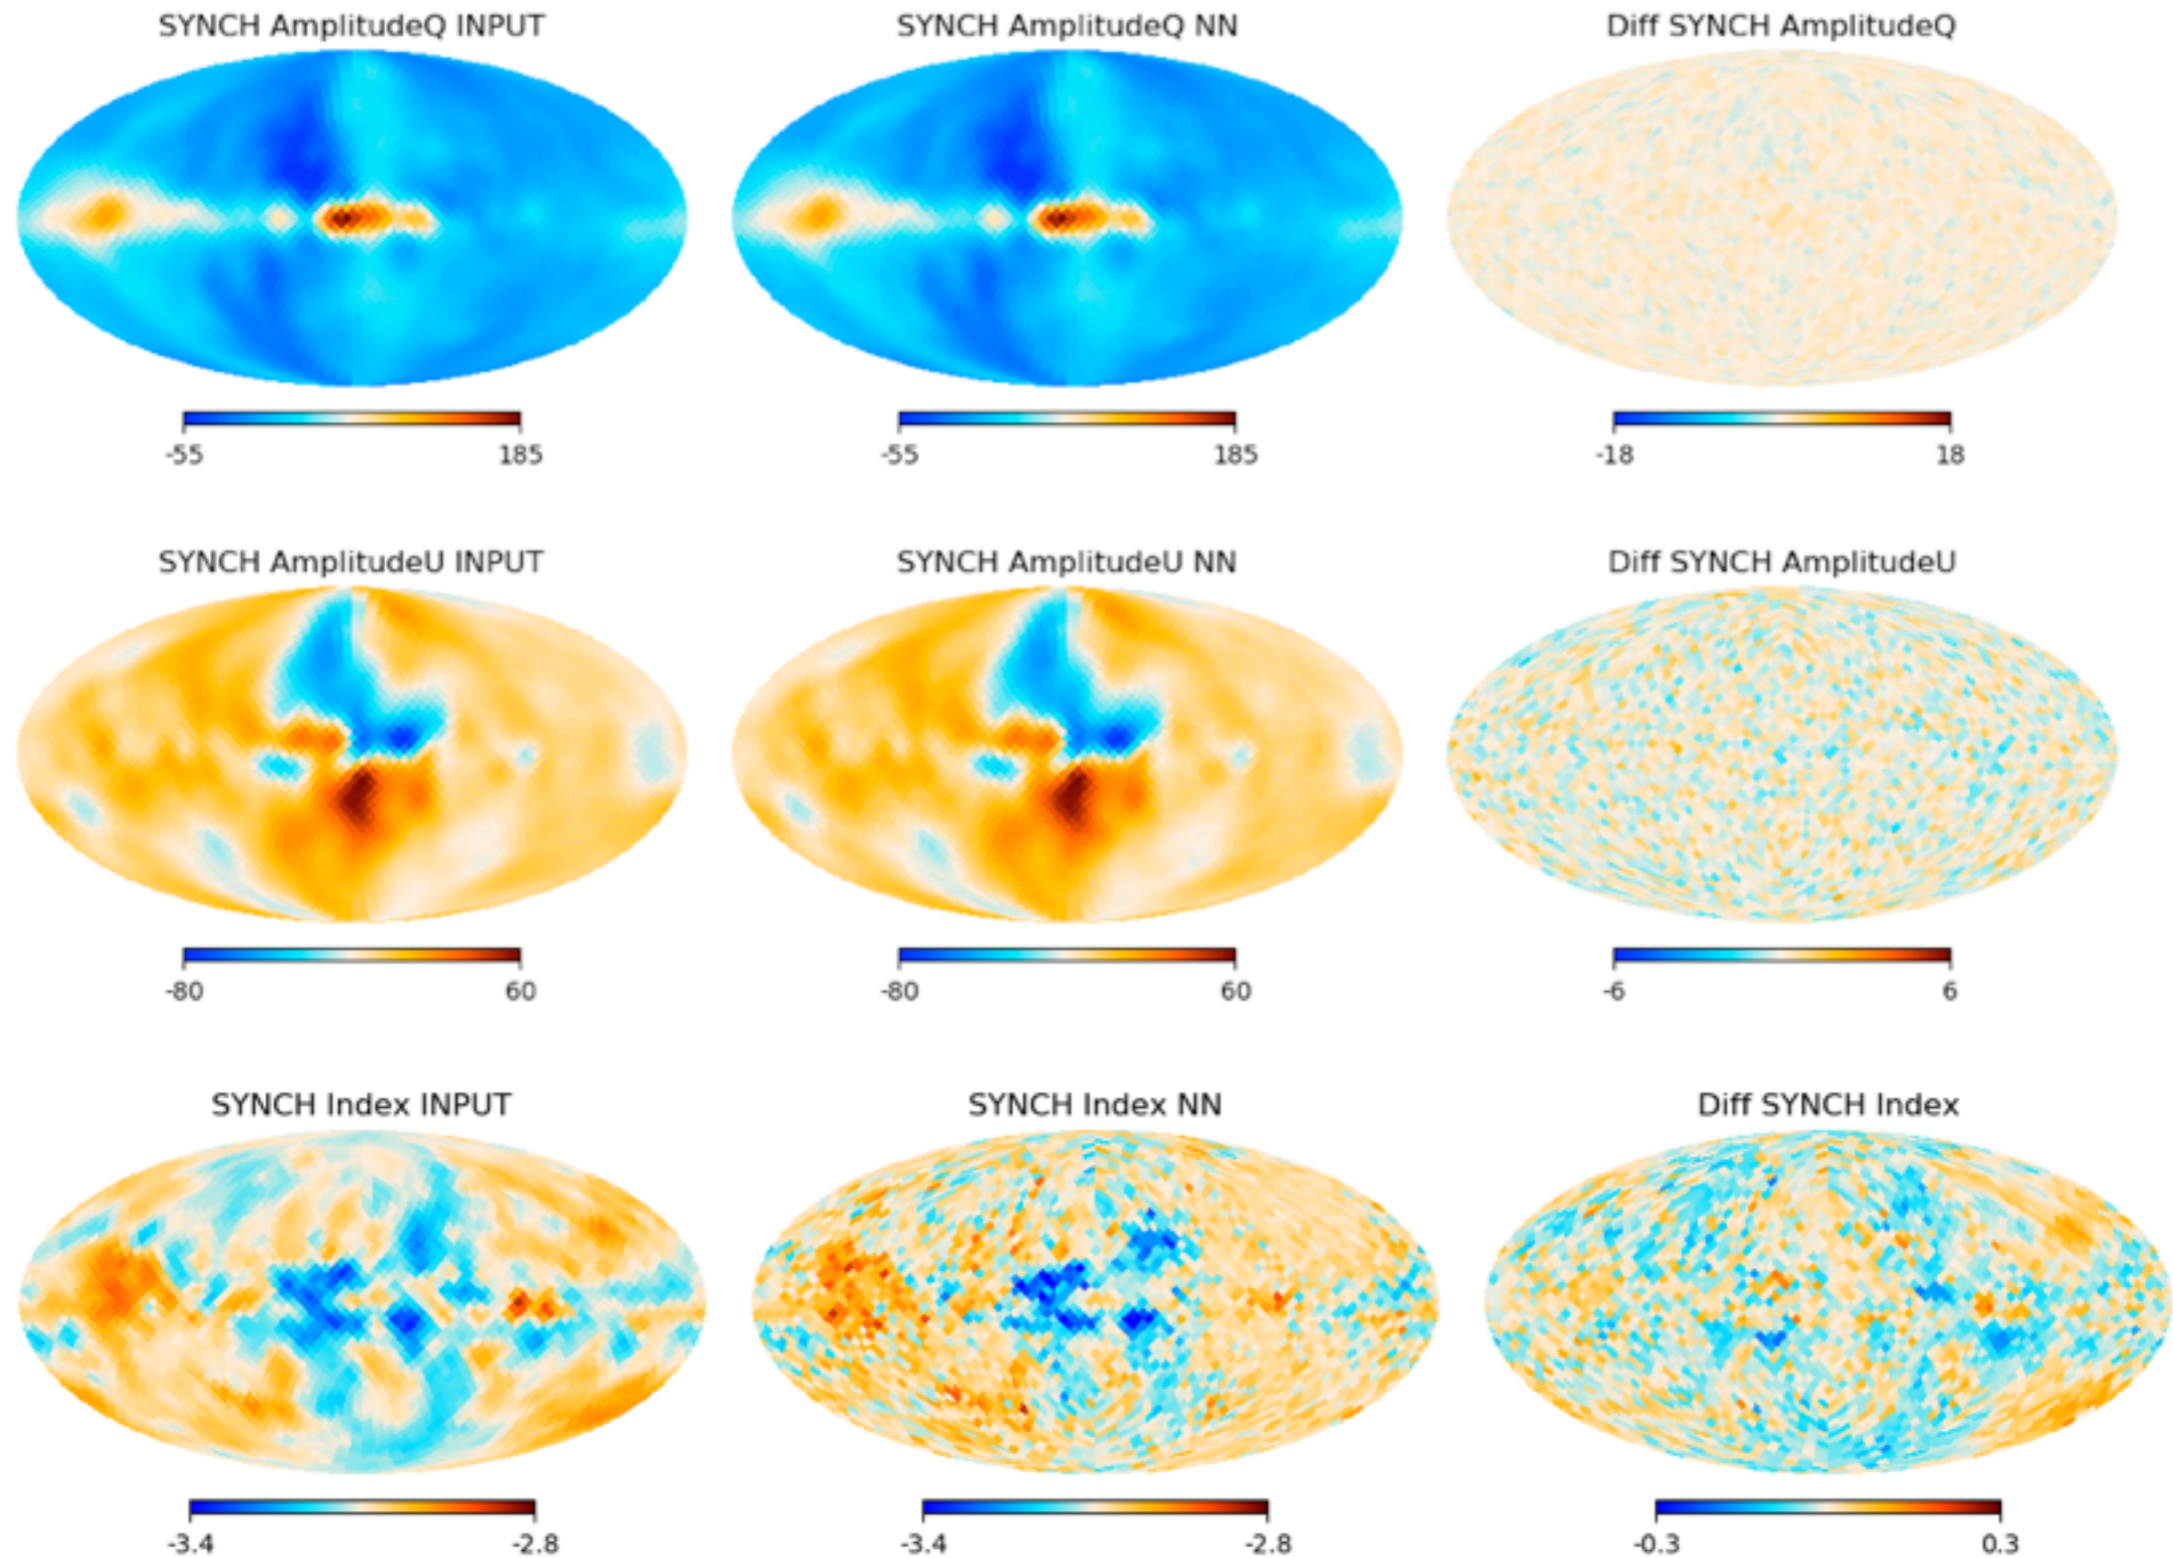 SYNCH AmplitudeQ INPUT
SYNCH AmplitudeQ NN
Diff SYNCH AmplitudeQ
-55 185
-55 185
-18 18
SYNCH AmplitudeU INPUT
SYNCH AmplitudeU NN
Diff SYNCH AmplitudeU
-80 60
-80 60
-6 6
SYNCH Index INPUT
SYNCH Index NN
Diff SYNCH Index
-3.4 -2.8
-3.4 -2.8
-0.3 0.3